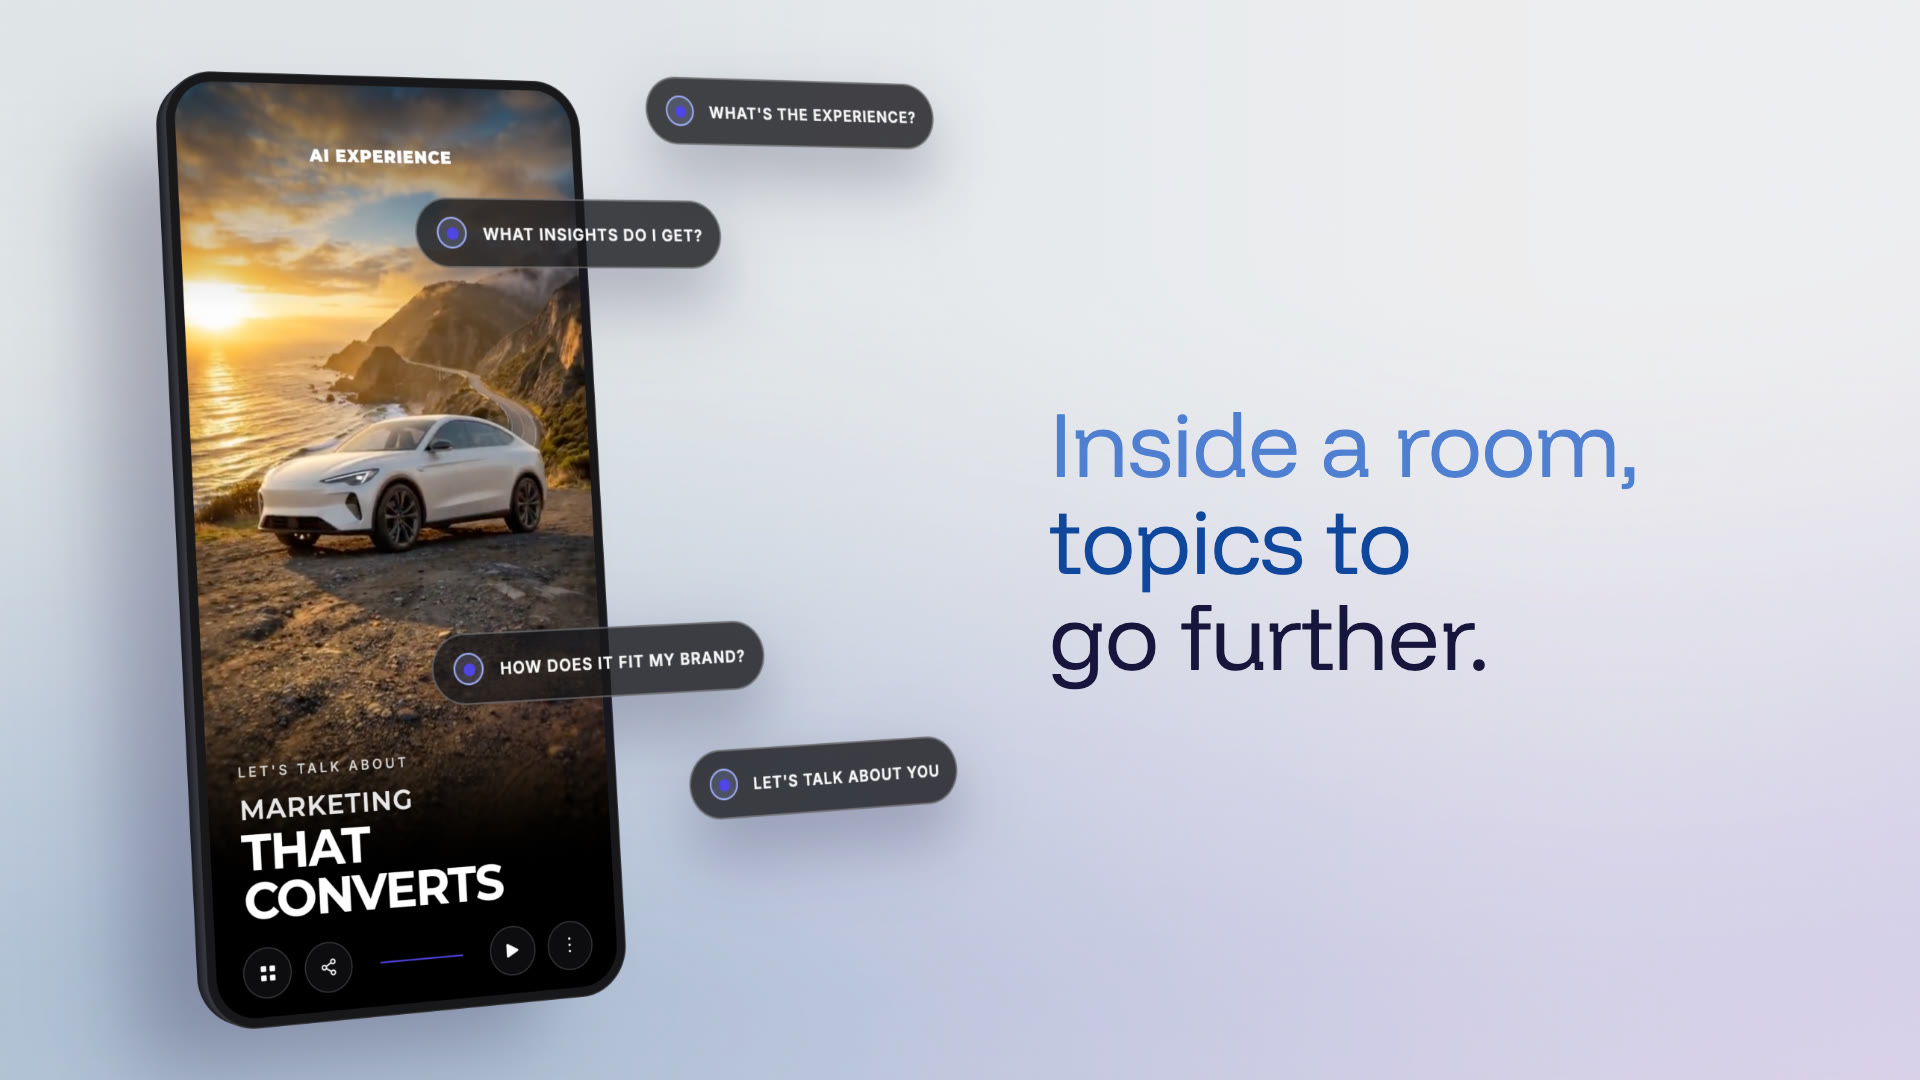 AI EXPERIENCE
WHAT'S THE EXPERIENCE?
WHAT INSIGHTS DO I GET?
HOW DOES IT FIT MY BRAND?
LET'S TALK ABOUT YOU
LET'S TALK ABOUT
MARKETING
THAT
CONVERTS
Inside a room,
topics to
go further.